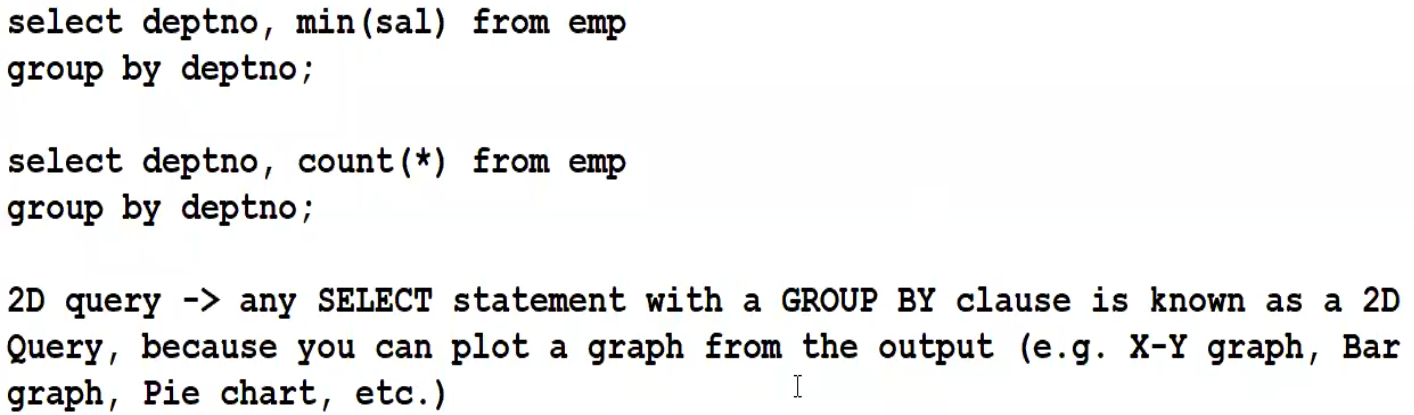 select deptno, min(sal) from emp
group by deptno;
select deptno, count(*) from emp
group by deptno;
2D query -> any SELECT statement with a GROUP BY clause is known as a 2D
Query, because you can plot a graph from the output (e.g. X-Y graph, Bar
graph, Pie chart, etc.)